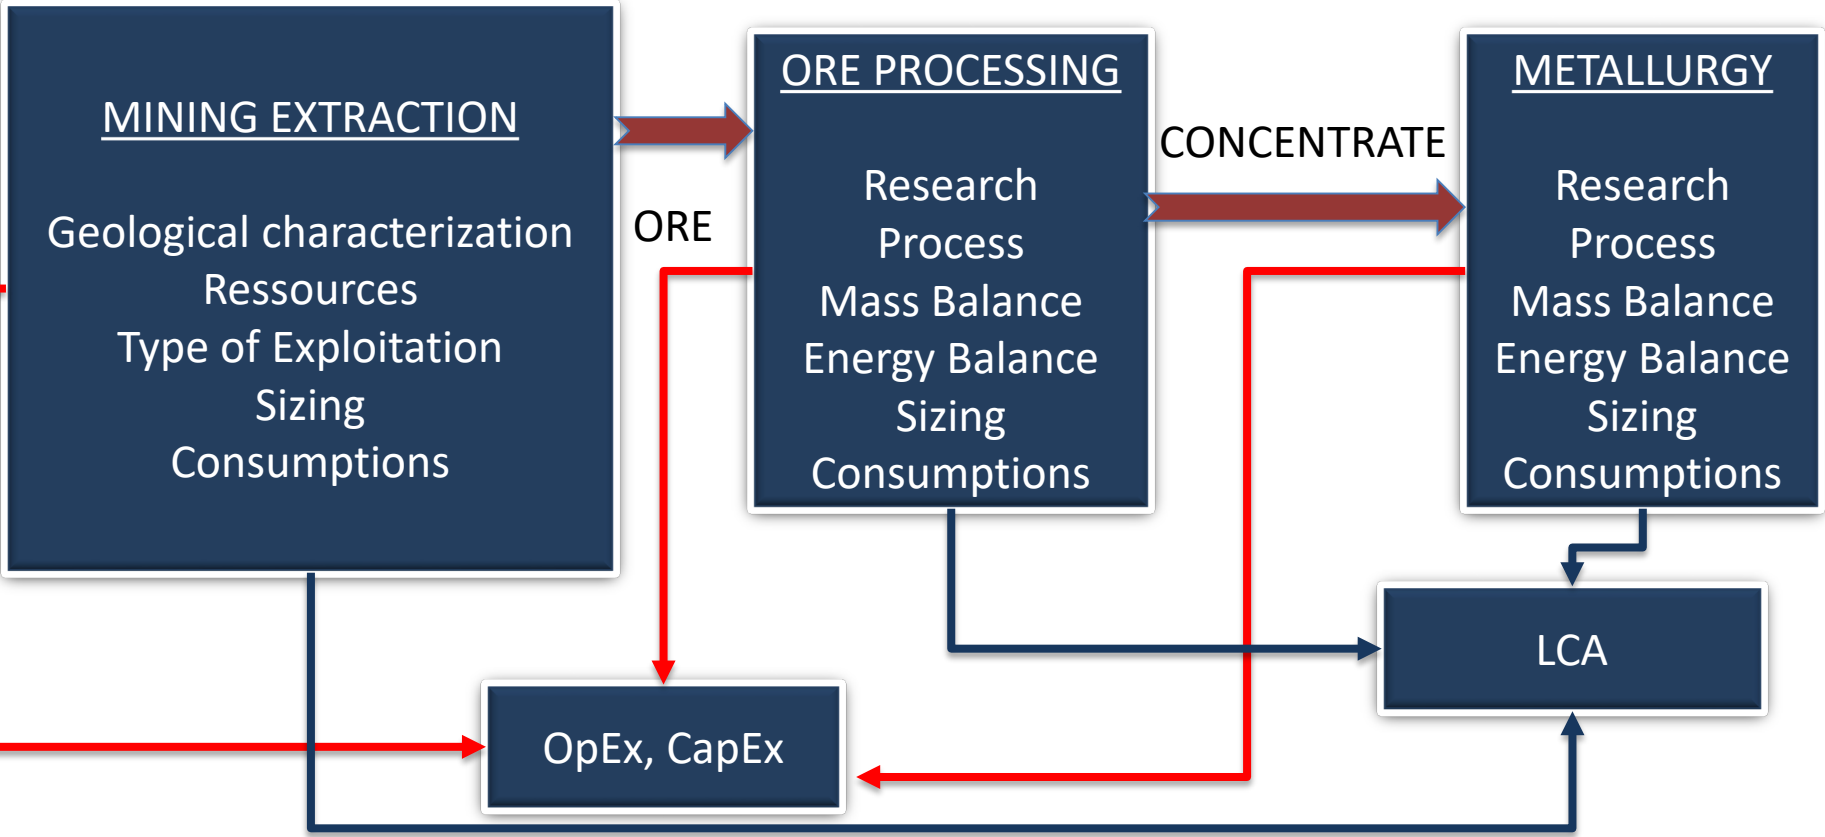 MINING EXTRACTION
Geological characterization
Ressources
Type of Exploitation
Sizing
Consumptions
ORE
ORE PROCESSING
Research
Process
Mass Balance
Energy Balance
Sizing
Consumptions
CONCENTRATE
METALLURGY
Research
Process
Mass Balance
Energy Balance
Sizing
Consumptions
OpEx, CapEx
LCA